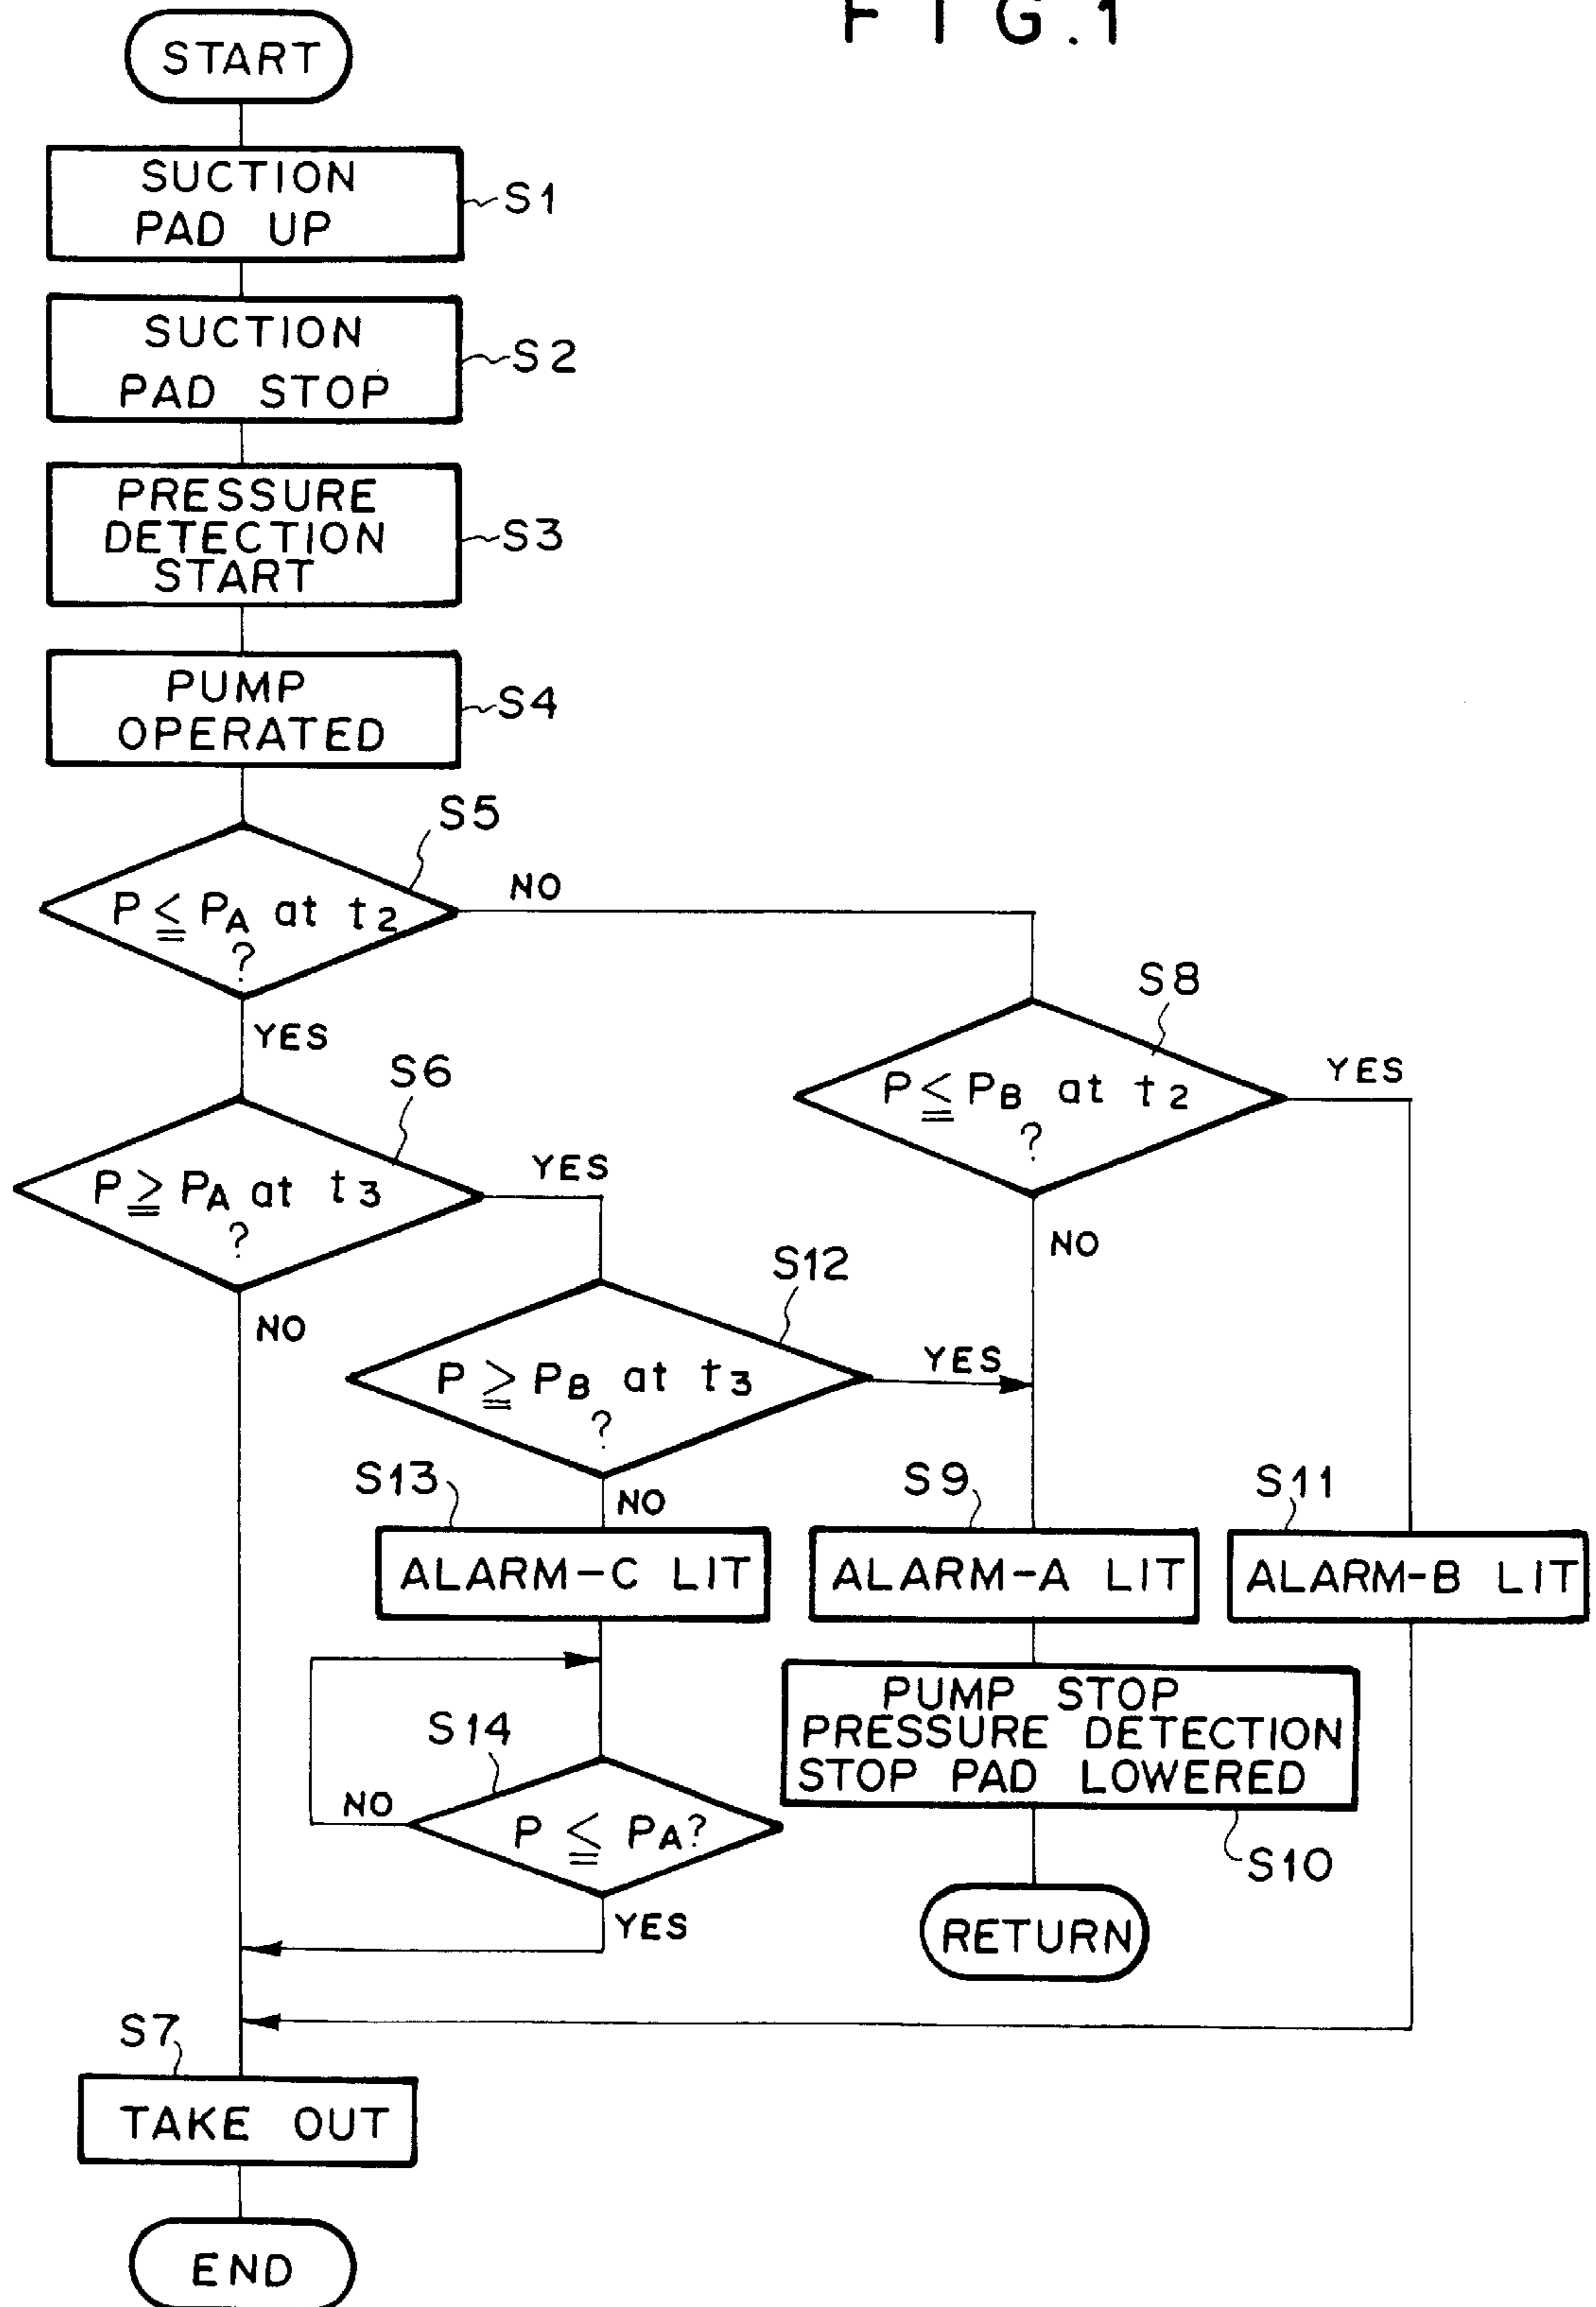 FIG.1
START
SUCTION
PAD UP
S1
SUCTION
PAD STOP
S2
PRESSURE
DETECTION
START
S3
PUMP
OPERATED
S4
S5
P ≦ PA at t2
?
NO
YES
S8
P ≦ PB at t2
?
YES
NO
S6
P ≧ PA at t3
?
YES
NO
S12
P ≧ PB at t3
?
YES
NO
S13
ALARM-C LIT
S9
ALARM-A LIT
S11
ALARM-B LIT
PUMP STOP
PRESSURE DETECTION
STOP PAD LOWERED
S10
S14
P ≦ PA?
NO
YES
RETURN
S7
TAKE OUT
END